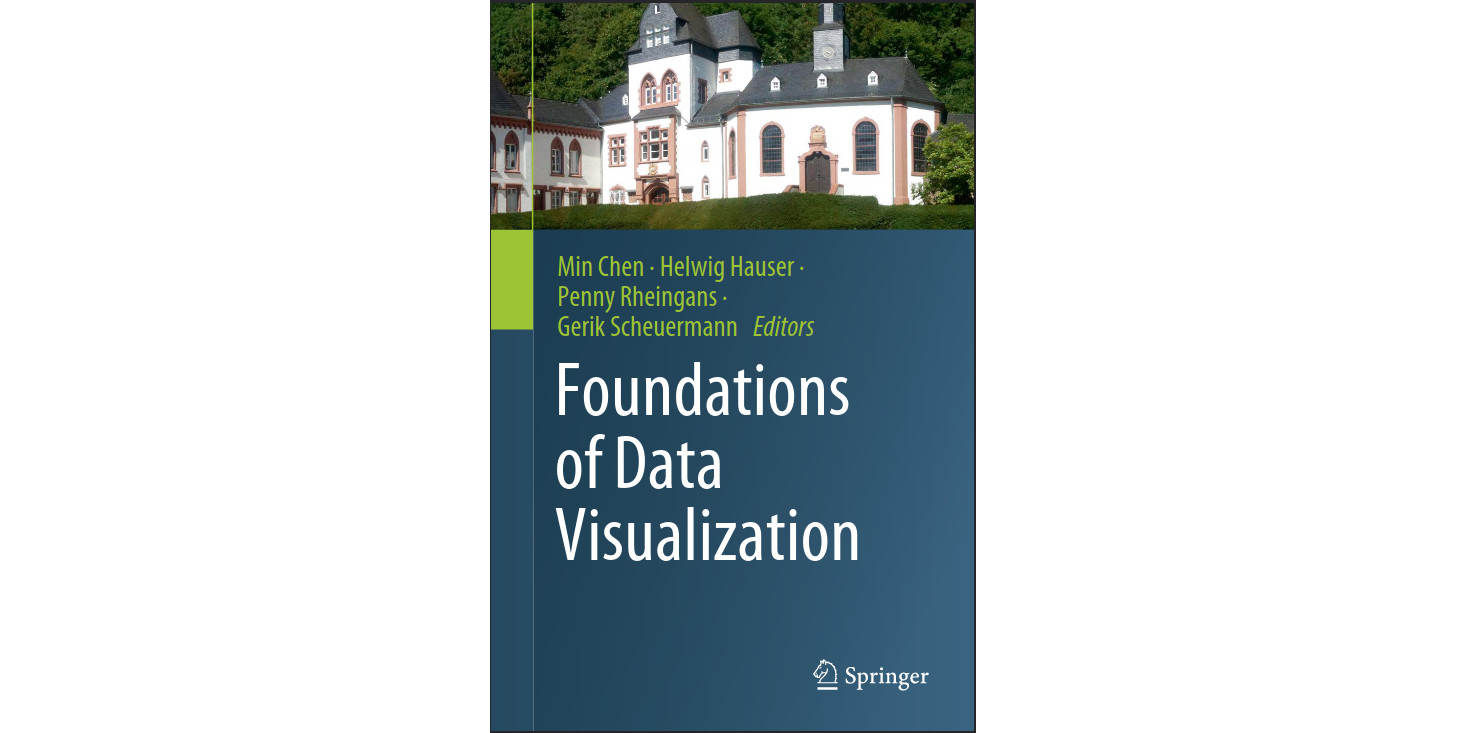 Min Chen · Helwig Hauser ·
Penny Rheingans ·
Gerik Scheuermann Editors
Foundations
of Data
Visualization
Springer